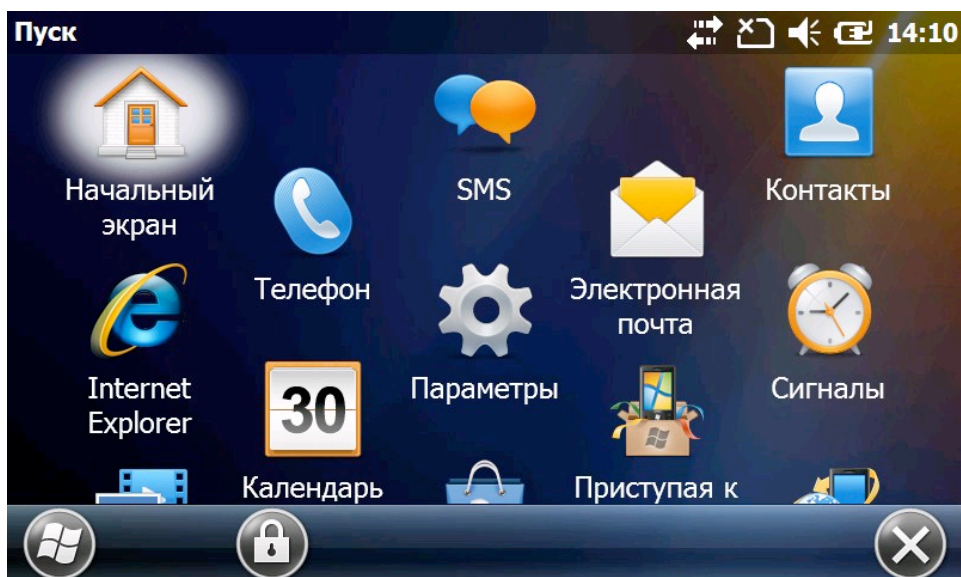 Пуск
14:10
Начальный
экран
SMS
Контакты
Телефон
Электронная
почта
Internet
Explorer
Параметры
Сигналы
30
Календарь
Приступая к